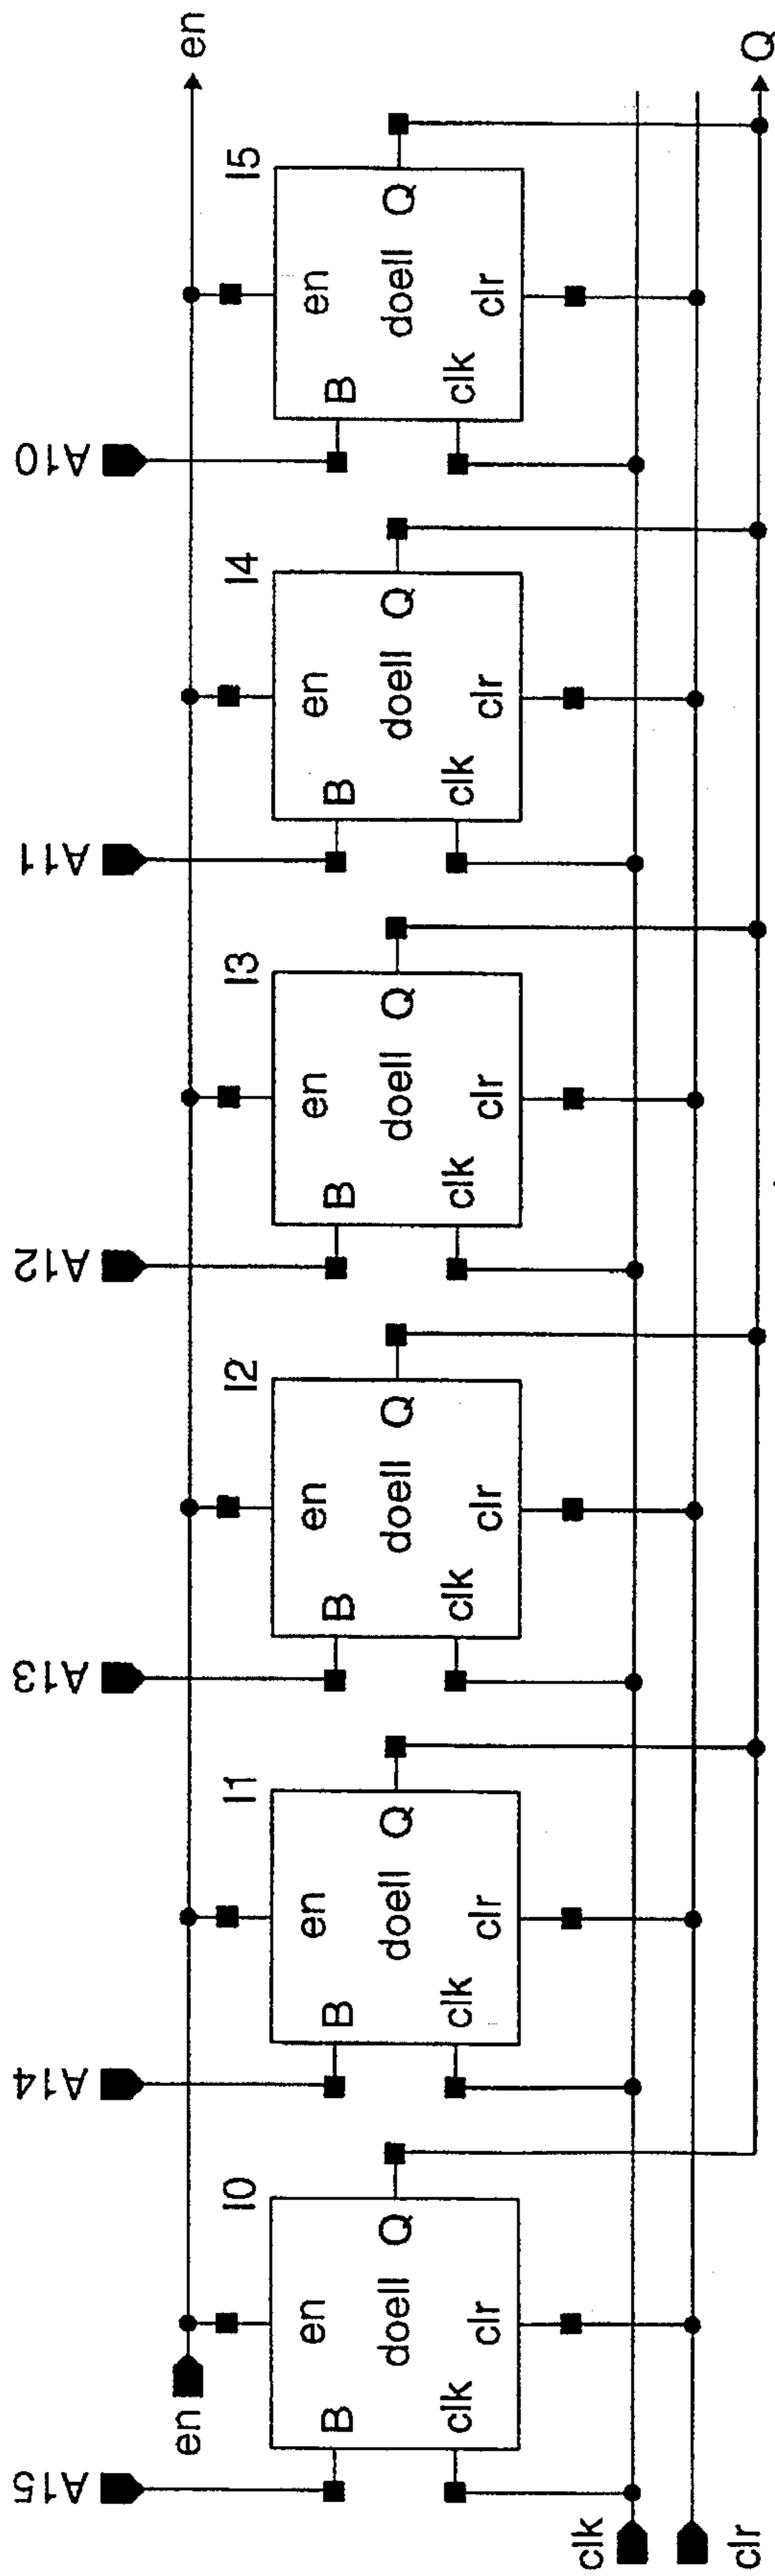 A15 A14 A13 A12 A11 A10
en en
I0 I1 I2 I3 I4 I5
en en en en en en
B B B B B B
doell Q doell Q doell Q doell Q doell Q doell Q
clk clr clk clr clk clr clk clr clk clr clk clr
clk
clr Q